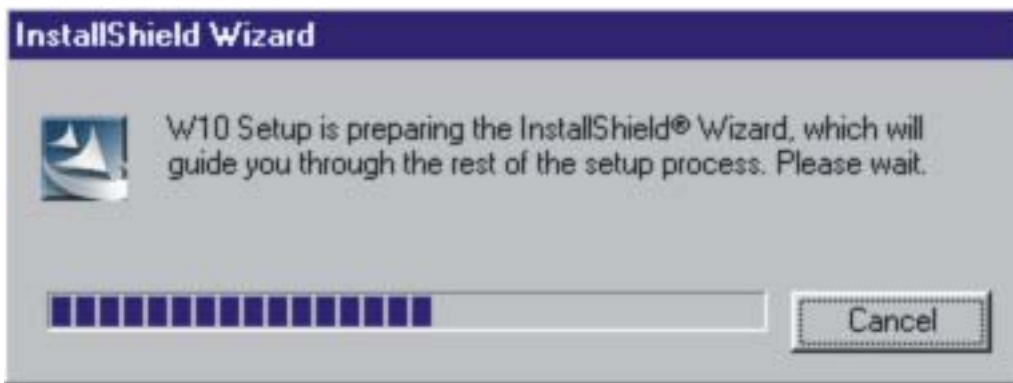 InstallShield Wizard
W10 Setup is preparing the InstallShield® Wizard, which will
guide you through the rest of the setup process. Please wait.
Cancel